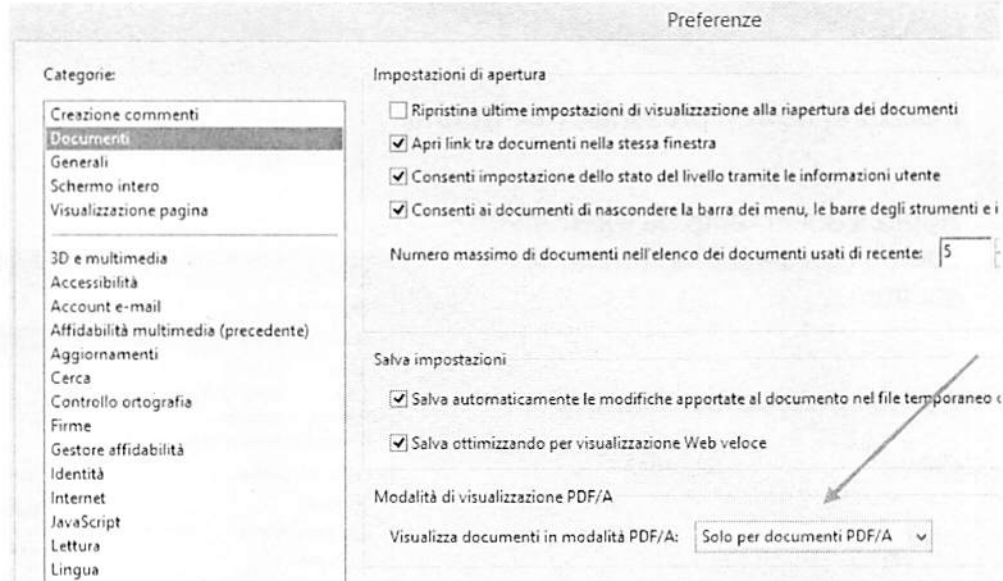 Preferenze
Categorie:
Creazione commenti
Documenti
Generali
Schermo intero
Visualizzazione pagina
3D e multimedia
Accessibilità
Account e-mail
Affidabilità multimedia (precedente)
Aggiornamenti
Cerca
Controllo ortografia
Firme
Gestore affidabilità
Identità
Internet
JavaScript
Lettura
Lingua
Impostazioni di apertura
Ripristina ultime impostazioni di visualizzazione alla riapertura dei documenti
Apri link tra documenti nella stessa finestra
Consenti impostazione dello stato del livello tramite le informazioni utente
Consenti ai documenti di nascondere la barra dei menu, le barre degli strumenti e i
Numero massimo di documenti nell'elenco dei documenti usati di recente: 5
Salva impostazioni
Salva automaticamente le modifiche apportate al documento nel file temporaneo
Salva ottimizzando per visualizzazione Web veloce
Modalità di visualizzazione PDF/A
Visualizza documenti in modalità PDF/A: Solo per documenti PDF/A